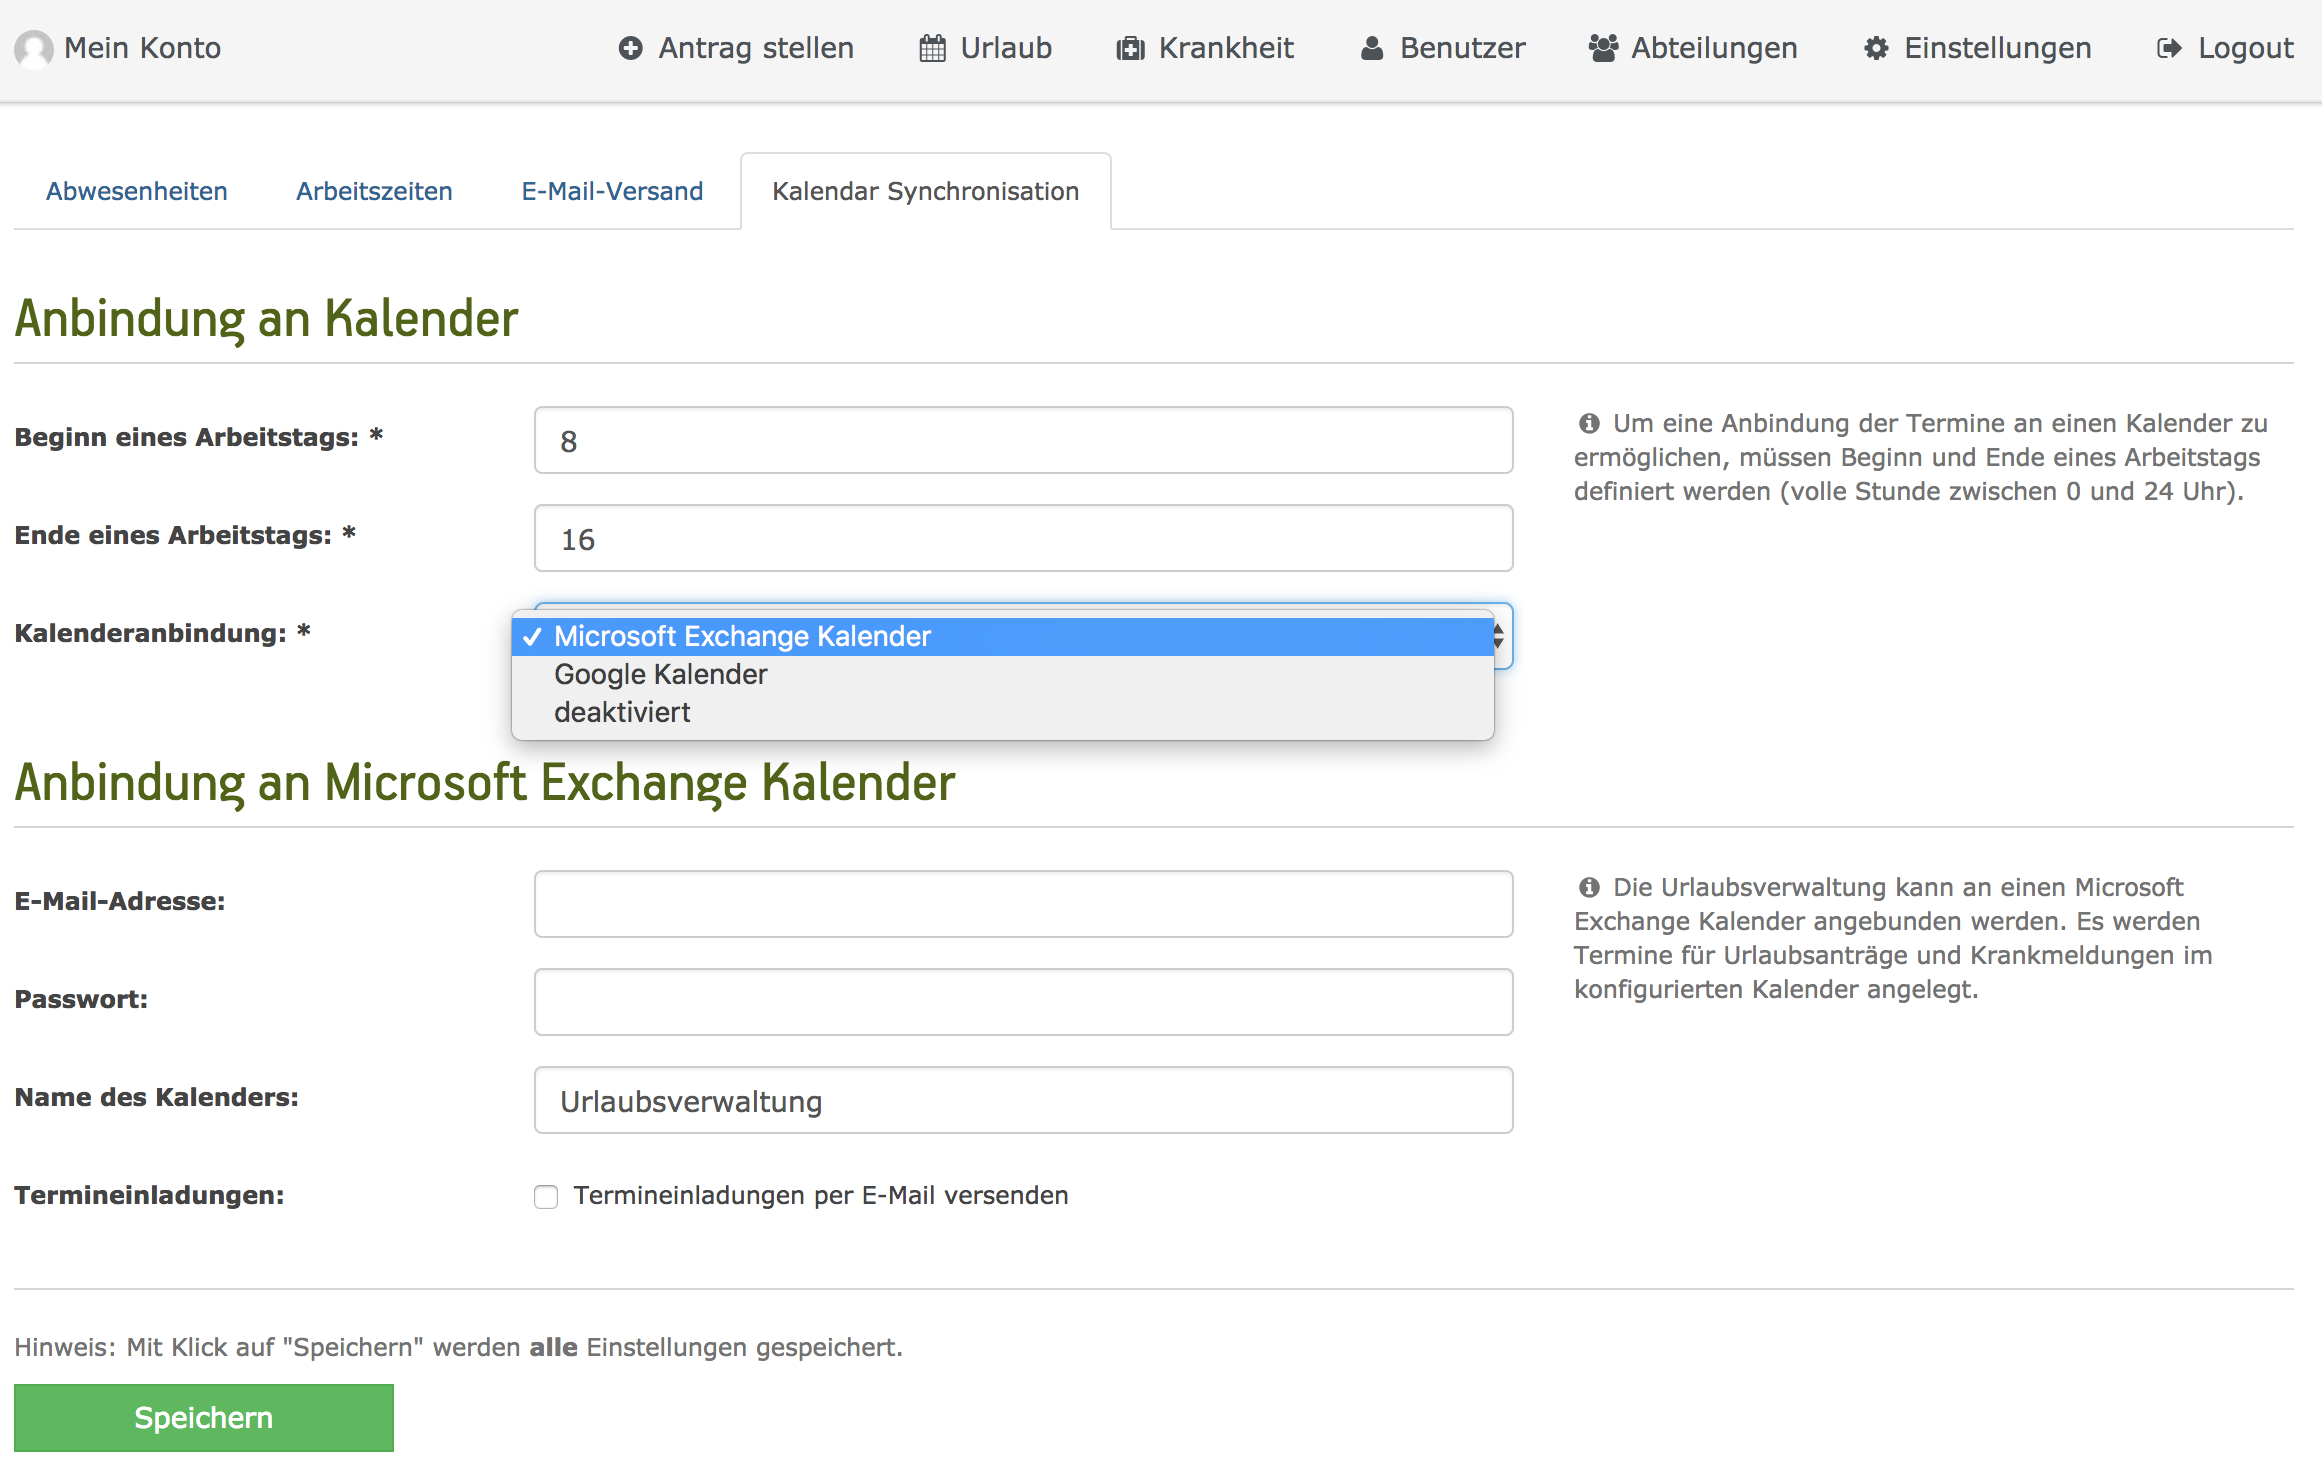 Mein Konto Antrag stellen Urlaub Krankheit Benutzer Abteilungen Einstellungen Logout
Abwesenheiten Arbeitszeiten E-Mail-Versand Kalendar Synchronisation
Anbindung an Kalender
Beginn eines Arbeitstags: * 8
Um eine Anbindung der Termine an einen Kalender zu
ermöglichen, müssen Beginn und Ende eines Arbeitstags
definiert werden (volle Stunde zwischen 0 und 24 Uhr).
Ende eines Arbeitstags: * 16
Kalenderanbindung: * ✓ Microsoft Exchange Kalender
Google Kalender
deaktiviert
Anbindung an Microsoft Exchange Kalender
E-Mail-Adresse:
Die Urlaubsverwaltung kann an einen Microsoft
Exchange Kalender angebunden werden. Es werden
Termine für Urlaubsanträge und Krankmeldungen im
konfigurierten Kalender angelegt.
Passwort:
Name des Kalenders: Urlaubsverwaltung
Termineinladungen: Termineinladungen per E-Mail versenden
Hinweis: Mit Klick auf "Speichern" werden alle Einstellungen gespeichert.
Speichern